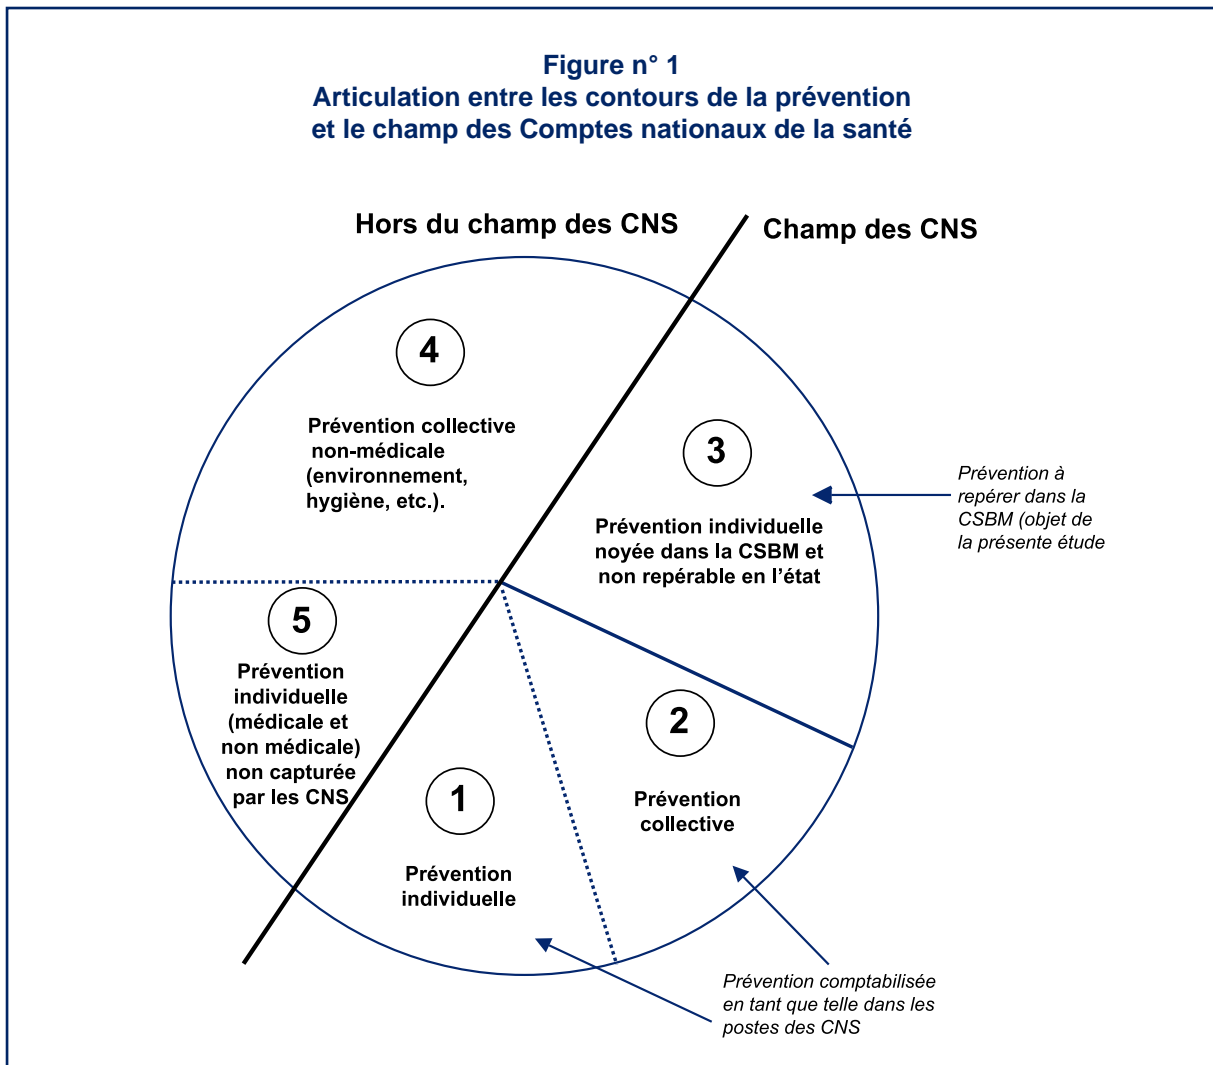 Figure n° 1
Articulation entre les contours de la prévention
et le champ des Comptes nationaux de la santé
Hors du champ des CNS
Champ des CNS
4
Prévention collective
non-médicale
(environnement,
hygiène, etc.).
3
Prévention individuelle
noyée dans la CSBM et
non repérable en l'état
Prévention à
repérer dans la
CSBM (objet de
la présente étude
5
Prévention
individuelle
(médicale et
non médicale)
non capturée
par les CNS
2
Prévention
collective
1
Prévention
individuelle
Prévention comptabilisée
en tant que telle dans les
postes des CNS